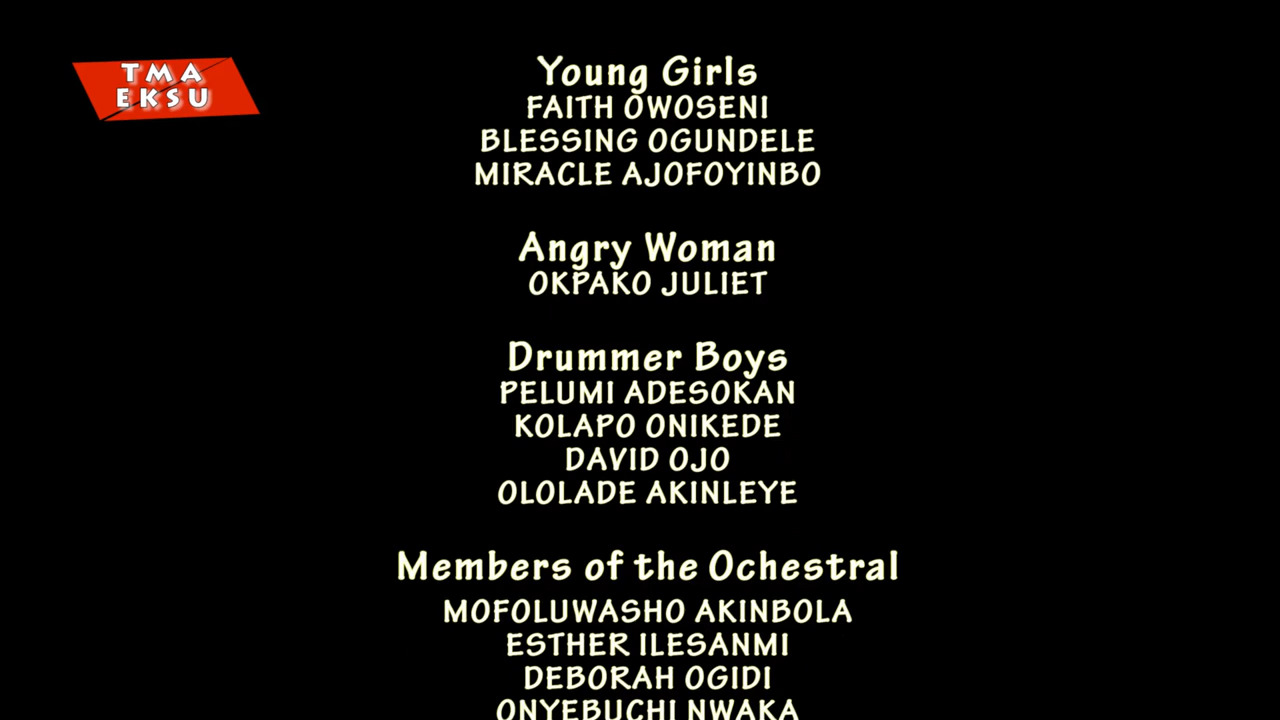 TMA
EKSU
Young Girls
FAITH OWOSENI
BLESSING OGUNDELE
MIRACLE AJOFOYINBO
Angry Woman
OKPAKO JULIET
Drummer Boys
PELUMI ADESOKAN
KOLAPO ONIKEDE
DAVID OJO
OLOLADE AKINLEYE
Members of the Ochestral
MOFOLUWASHO AKINBOLA
ESTHER ILESANMI
DEBORAH OGIDI
ONYEBUCHI NWAKA